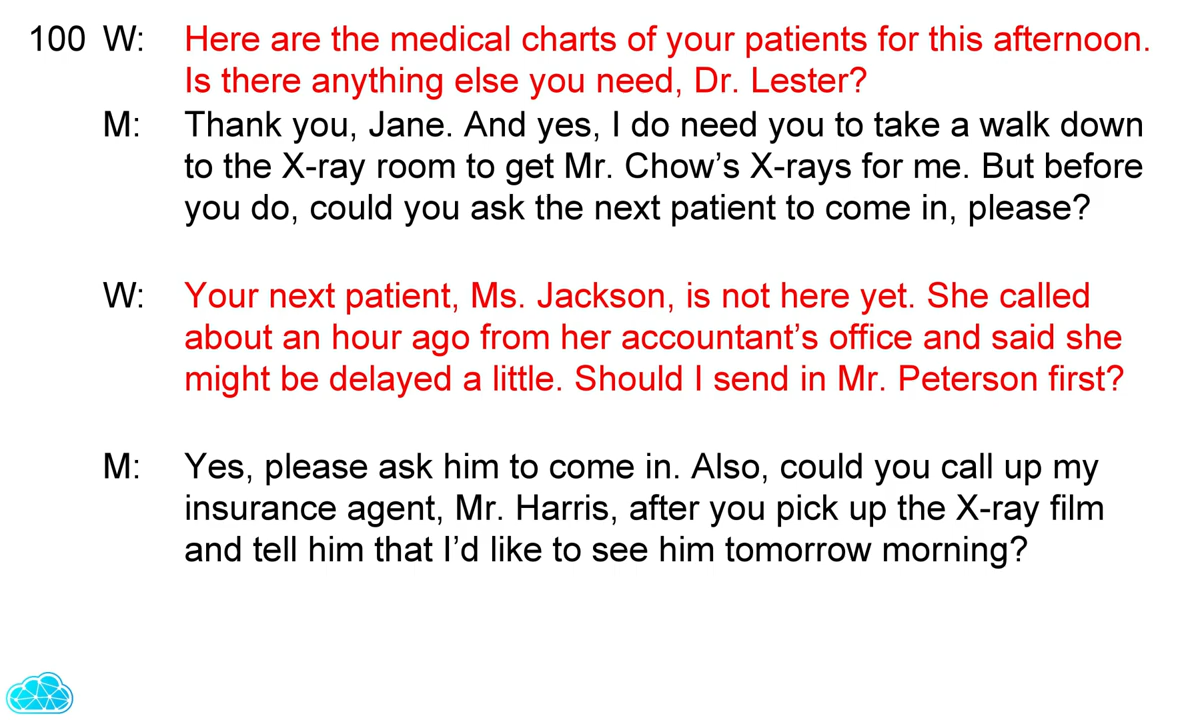 100 W: Here are the medical charts of your patients for this afternoon.
Is there anything else you need, Dr. Lester?
M: Thank you, Jane. And yes, I do need you to take a walk down
to the X-ray room to get Mr. Chow’s X-rays for me. But before
you do, could you ask the next patient to come in, please?
W: Your next patient, Ms. Jackson, is not here yet. She called
about an hour ago from her accountant’s office and said she
might be delayed a little. Should I send in Mr. Peterson first?
M: Yes, please ask him to come in. Also, could you call up my
insurance agent, Mr. Harris, after you pick up the X-ray film
and tell him that I’d like to see him tomorrow morning?